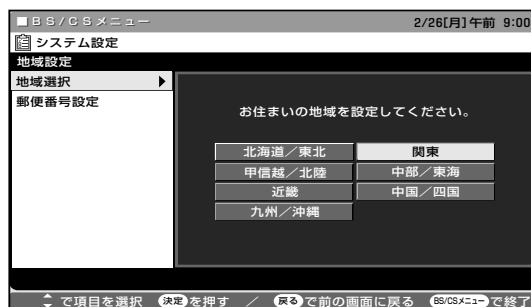 ■BS/CSメニュー 2/26[月]午前 9:00
システム設定
地域設定
地域選択
郵便番号設定
お住まいの地域を設定してください。
北海道／東北 関東
甲信越／北陸 中部／東海
近畿 中国／四国
九州／沖縄
で項目を選択 決定を押す ／ 戻るで前の画面に戻る BS/CSメニューで終了